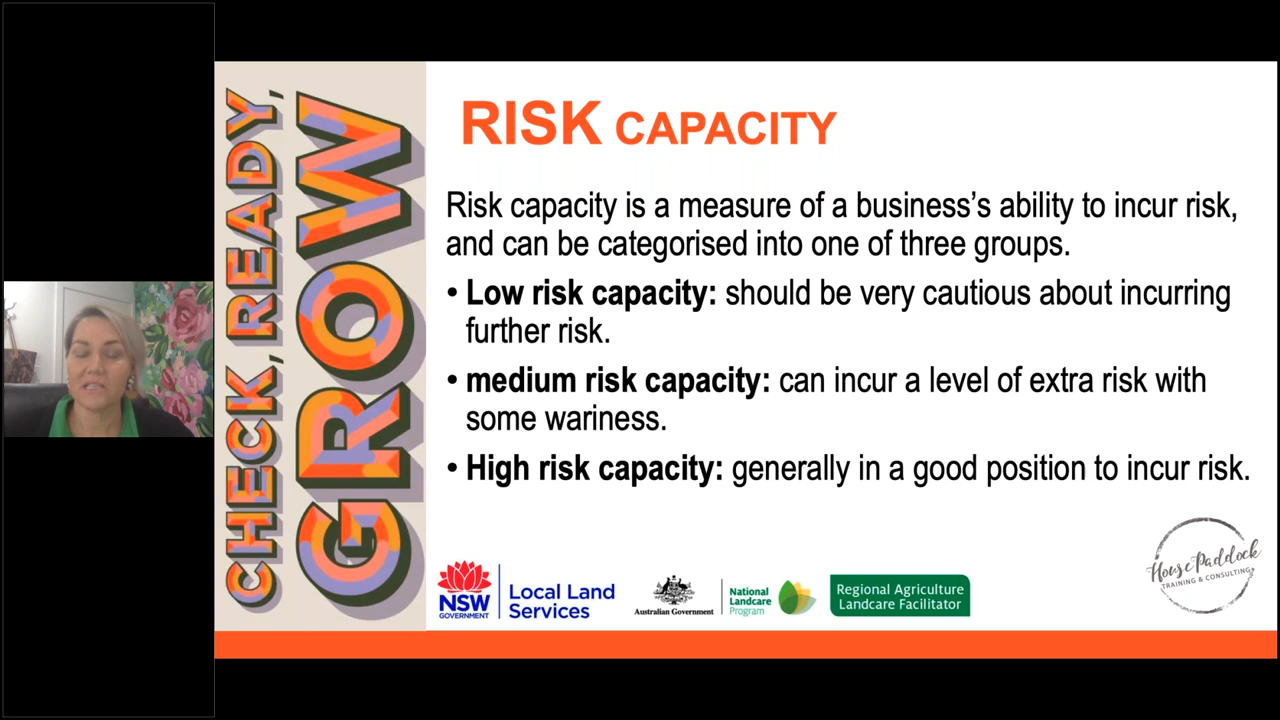 CHECK, READY,
GROW
RISK CAPACITY
Risk capacity is a measure of a business’s ability to incur risk,
and can be categorised into one of three groups.
• Low risk capacity: should be very cautious about incurring
further risk.
• medium risk capacity: can incur a level of extra risk with
some wariness.
• High risk capacity: generally in a good position to incur risk.
NSW
GOVERNMENT
Local Land
Services
Australian Government
National
Landcare
Program
Regional Agriculture
Landcare Facilitator
House Paddock
TRAINING & CONSULTING